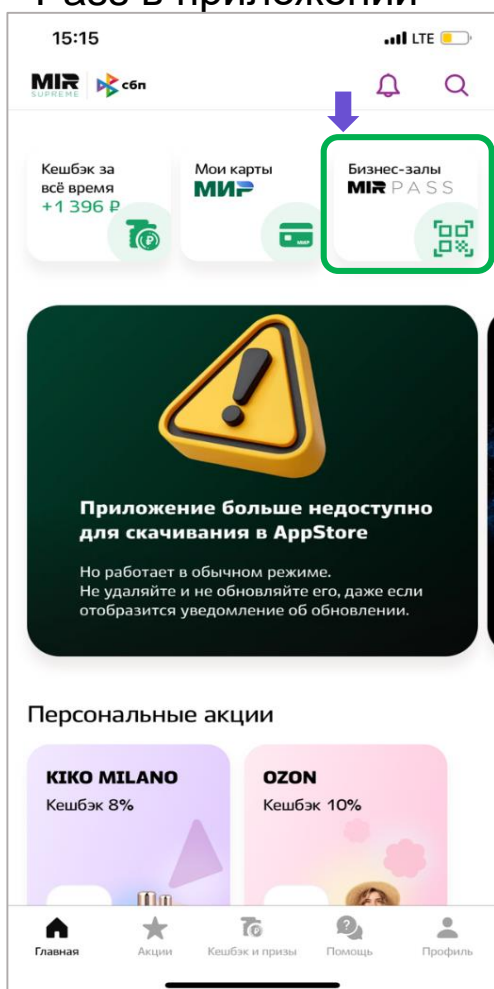 Pass в приложении
15:15
LTE
MIR сбп
SUPREME
Кешбэк за
всё время
+1 396 ₽
Мои карты
МИР
Бизнес-залы
MIR PASS
Приложение больше недоступно
для скачивания в AppStore
Но работает в обычном режиме.
Не удаляйте и не обновляйте его, даже если
отобразится уведомление об обновлении.
Персональные акции
KIKO MILANO
Кешбэк 8%
OZON
Кешбэк 10%
Главная
Акции
Кешбэк и призы
Помощь
Профиль